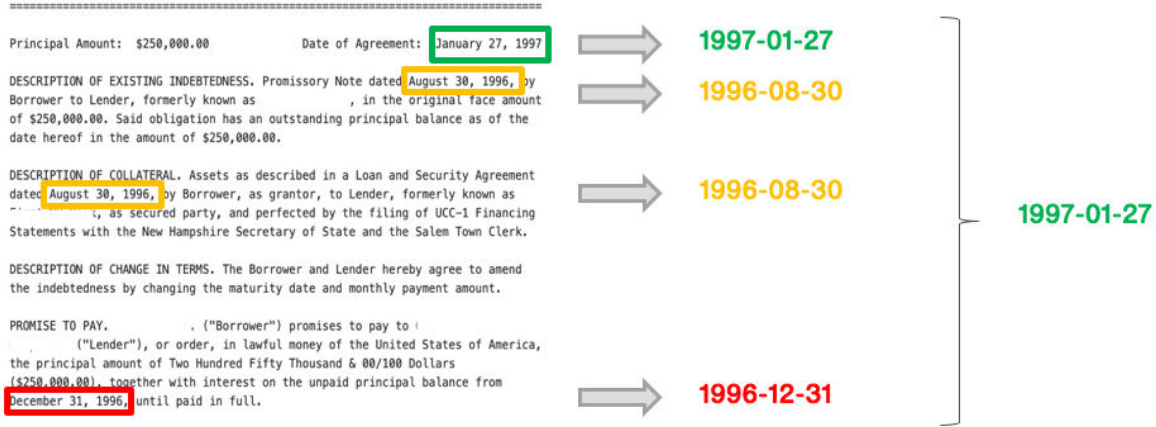 Principal Amount: $250,000.00 Date of Agreement: January 27, 1997
1997-01-27
DESCRIPTION OF EXISTING INDEBTEDNESS. Promissory Note dated August 30, 1996, by
1996-08-30
Borrower to Lender, formerly known as , in the original face amount
of $250,000.00. Said obligation has an outstanding principal balance as of the
date hereof in the amount of $250,000.00.
DESCRIPTION OF COLLATERAL. Assets as described in a Loan and Security Agreement
dated August 30, 1996, by Borrower, as grantor, to Lender, formerly known as
1996-08-30
, as secured party, and perfected by the filing of UCC-1 Financing
Statements with the New Hampshire Secretary of State and the Salem Town Clerk.
DESCRIPTION OF CHANGE IN TERMS. The Borrower and Lender hereby agree to amend
the indebtedness by changing the maturity date and monthly payment amount.
PROMISE TO PAY. . ("Borrower") promises to pay to
("Lender"), or order, in lawful money of the United States of America,
the principal amount of Two Hundred Fifty Thousand & 00/100 Dollars
($250,000.00), together with interest on the unpaid principal balance from
December 31, 1996, until paid in full.
1996-12-31
1997-01-27